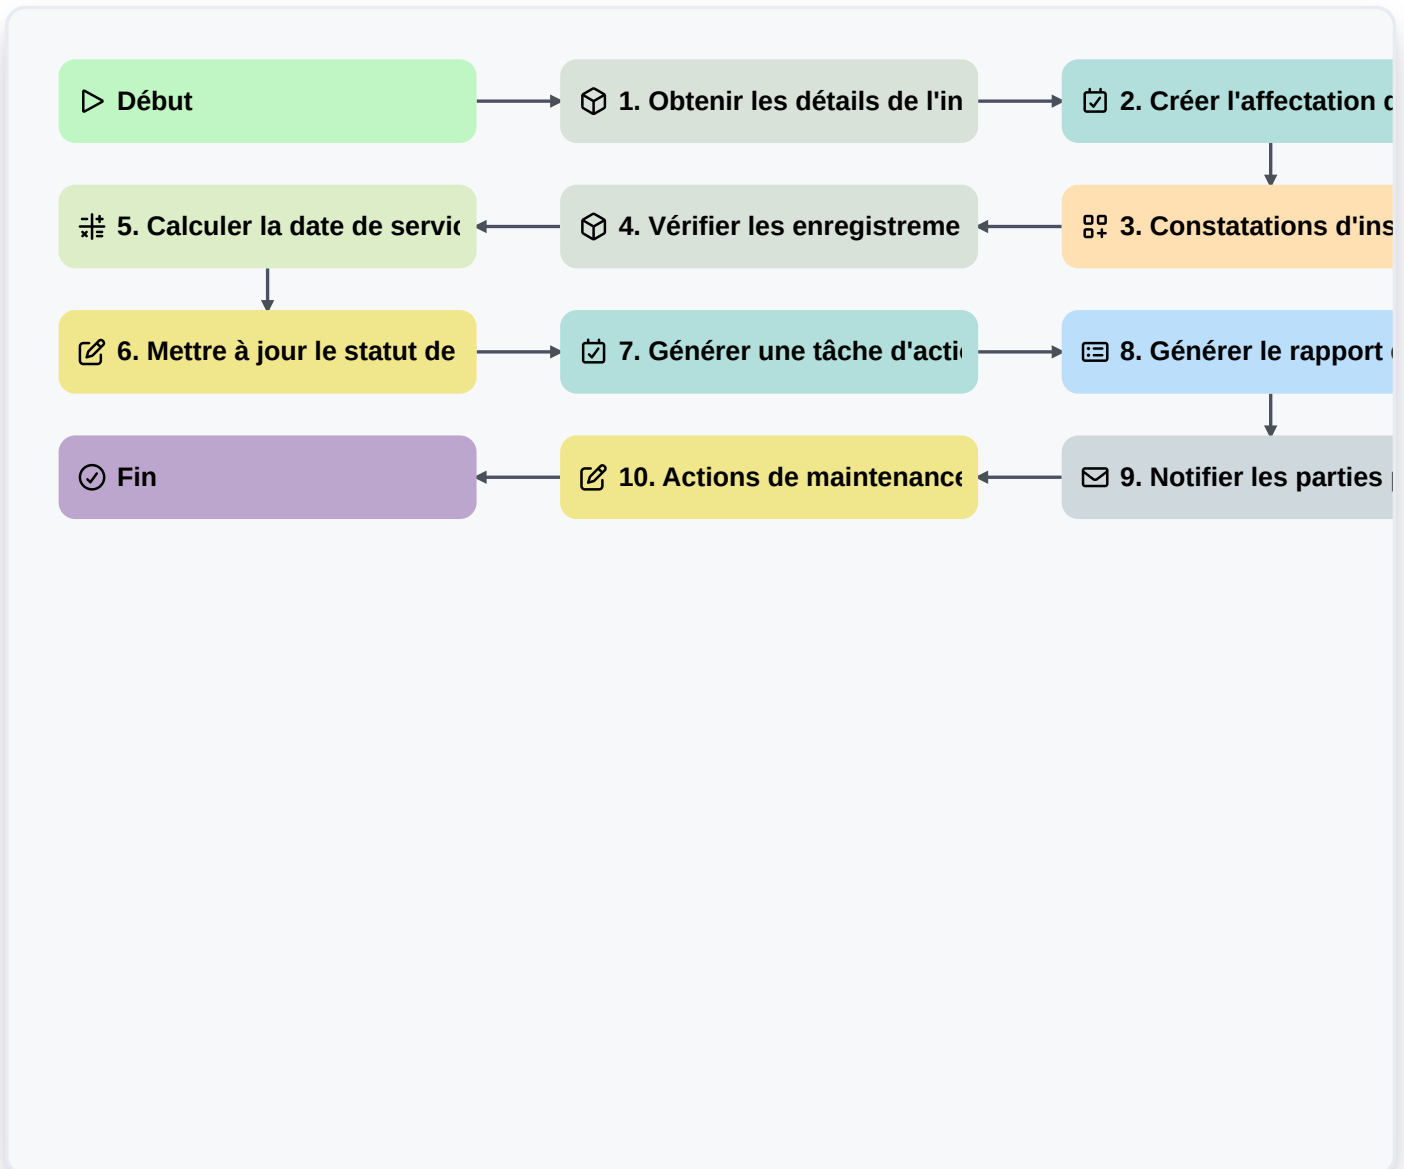 Début
1. Obtenir les détails de l'in
2. Créer l'affectation
5. Calculer la date de servic
4. Vérifier les enregistreme
3. Constatations d'ins
6. Mettre à jour le statut de
7. Générer une tâche d'acti
8. Générer le rapport
Fin
10. Actions de maintenance
9. Notifier les parties